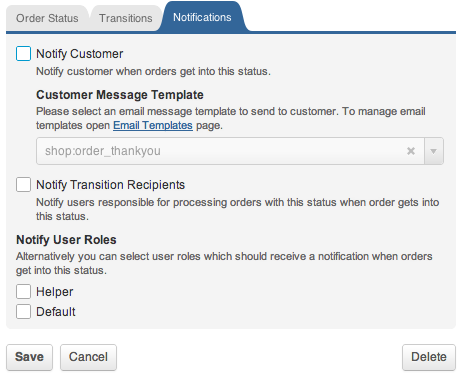 Order Status
Transitions
Notifications
Notify Customer
Notify customer when orders get into this status.
Customer Message Template
Please select an email message template to send to customer. To manage email
templates open Email Templates page.
shop:order_thankyou
Notify Transition Recipients
Notify users responsible for processing orders with this status when order gets into
this status.
Notify User Roles
Alternatively you can select user roles which should receive a notification when orders
get into this status.
Helper
Default
Save
Cancel
Delete